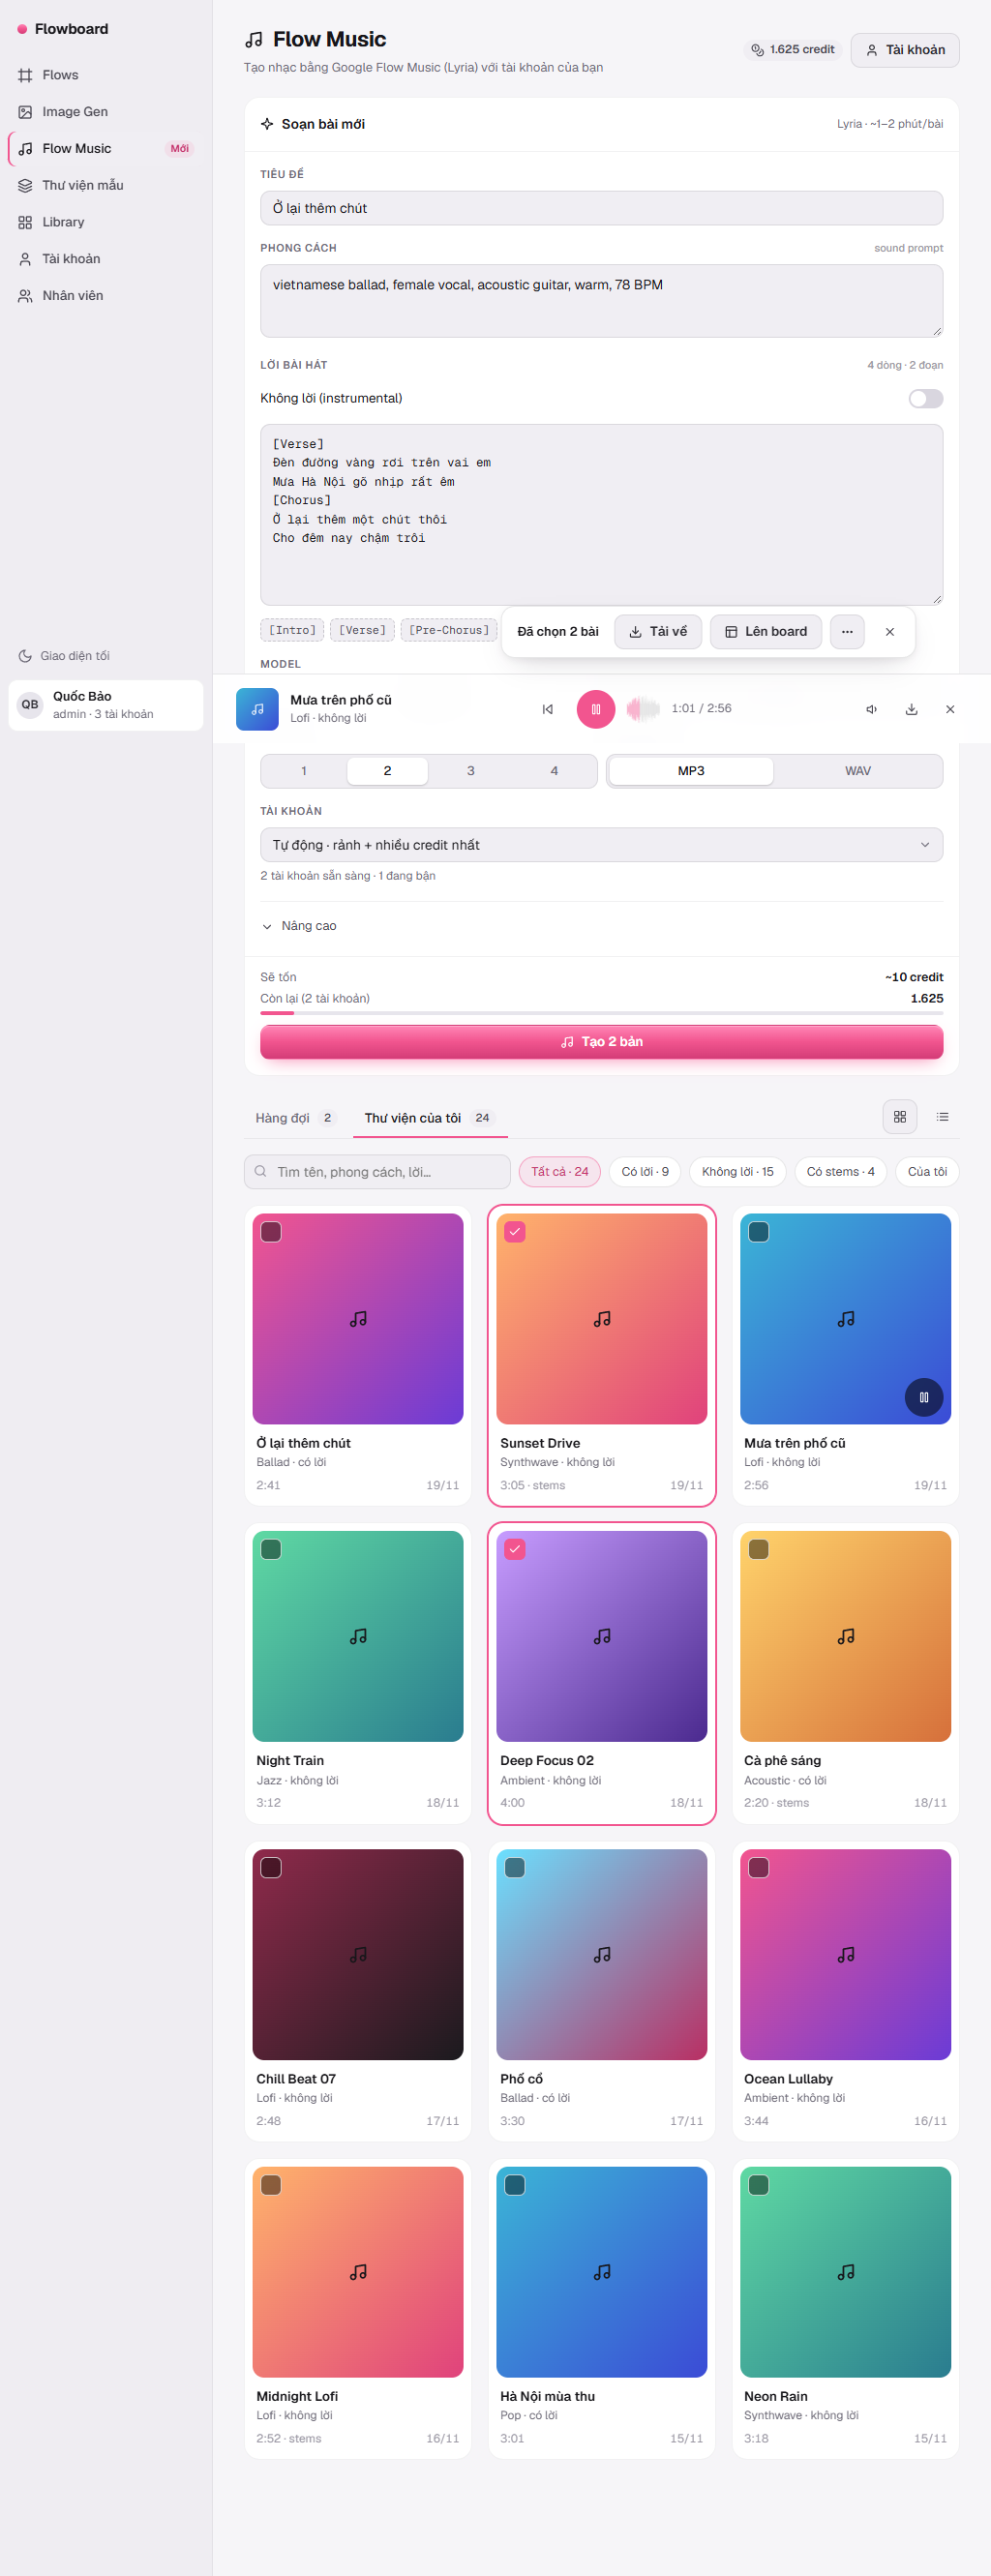 Flowboard
Flows
Image Gen
Flow Music
Mới
Thư viện mẫu
Library
Tài khoản
Nhân viên
Giao diện tối
QB
Quốc Bảo
admin · 3 tài khoản
Flow Music
Tạo nhạc bằng Google Flow Music (Lyria) với tài khoản của bạn
1.625 credit
Tài khoản
Soạn bài mới
Lyria · ~1–2 phút/bài
TIÊU ĐỀ
Ở lại thêm chút
PHONG CÁCH
sound prompt
vietnamese ballad, female vocal, acoustic guitar, warm, 78 BPM
LỜI BÀI HÁT
4 dòng · 2 đoạn
Không lời (instrumental)
[Verse]
Đèn đường vàng rơi trên vai em
Mưa Hà Nội gõ nhịp rất êm
[Chorus]
Ở lại thêm một chút thôi
Cho đêm nay chậm trôi
[Intro]
[Verse]
[Pre-Chorus]
Đã chọn 2 bài
Tải về
Lên board
MODEL
Mưa trên phố cũ
Lofi · không lời
1:01 / 2:56
1
2
3
4
MP3
WAV
TÀI KHOẢN
Tự động · rảnh + nhiều credit nhất
2 tài khoản sẵn sàng · 1 đang bận
Nâng cao
Sẽ tốn
~10 credit
Còn lại (2 tài khoản)
1.625
Tạo 2 bản
Hàng đợi
2
Thư viện của tôi
24
Tìm tên, phong cách, lời...
Tất cả · 24
Có lời · 9
Không lời · 15
Có stems · 4
Của tôi
Ở lại thêm chút
Ballad · có lời
2:41
19/11
Sunset Drive
Synthwave · không lời
3:05 · stems
19/11
Mưa trên phố cũ
Lofi · không lời
2:56
19/11
Night Train
Jazz · không lời
3:12
18/11
Deep Focus 02
Ambient · không lời
4:00
18/11
Cà phê sáng
Acoustic · có lời
2:20 · stems
18/11
Chill Beat 07
Lofi · không lời
2:48
17/11
Phố cổ
Ballad · có lời
3:30
17/11
Ocean Lullaby
Ambient · không lời
3:44
16/11
Midnight Lofi
Lofi · không lời
2:52 · stems
16/11
Hà Nội mùa thu
Pop · có lời
3:01
15/11
Neon Rain
Synthwave · không lời
3:18
15/11